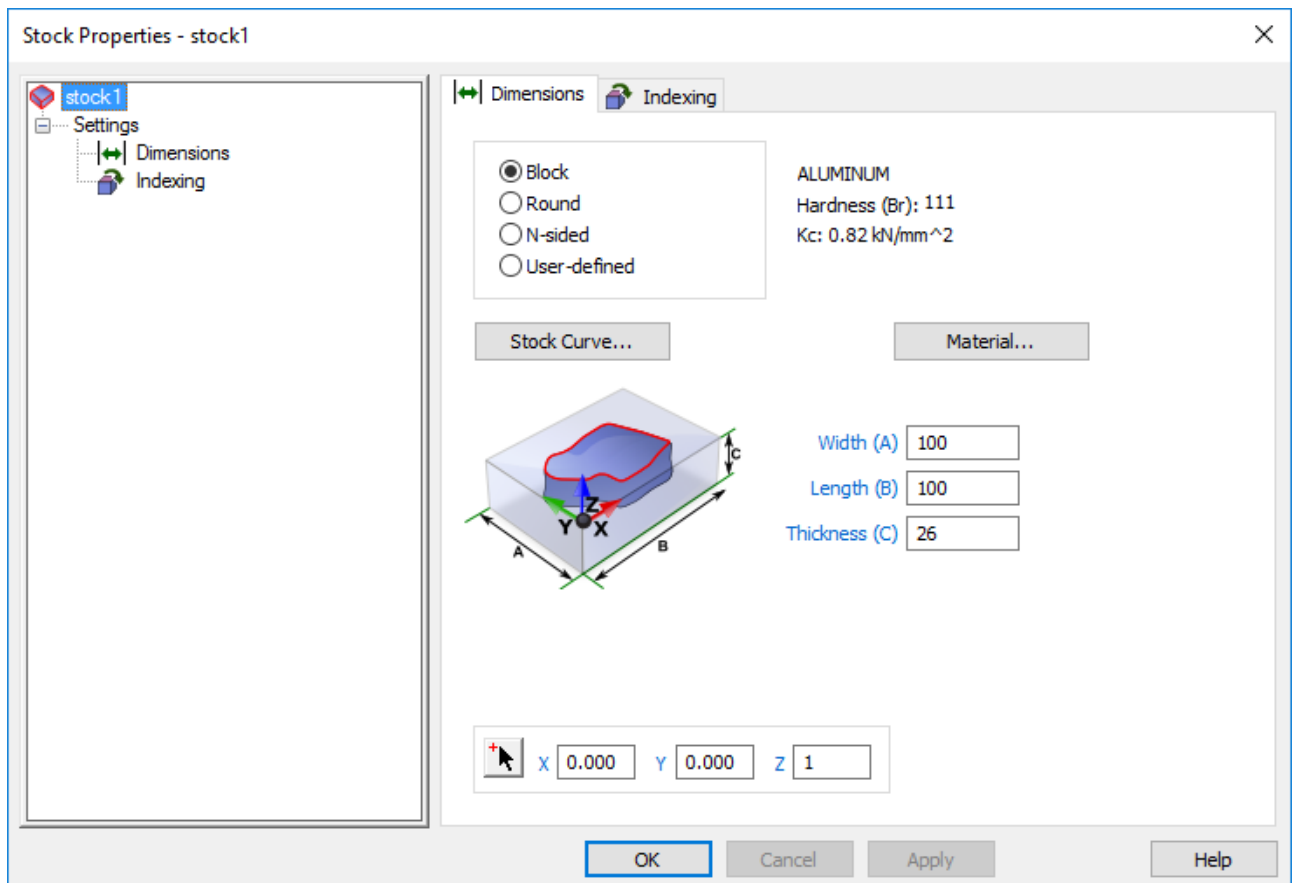 Stock Properties - stock1
stock1
Settings
Dimensions
Indexing
Dimensions
Indexing
Block
Round
N-sided
User-defined
ALUMINUM
Hardness (Br): 111
Kc: 0.82 kN/mm^2
Stock Curve...
Material...
C
Z
Y X
A
B
Width (A) 100
Length (B) 100
Thickness (C) 26
X 0.000 Y 0.000 Z 1
OK Cancel Apply Help